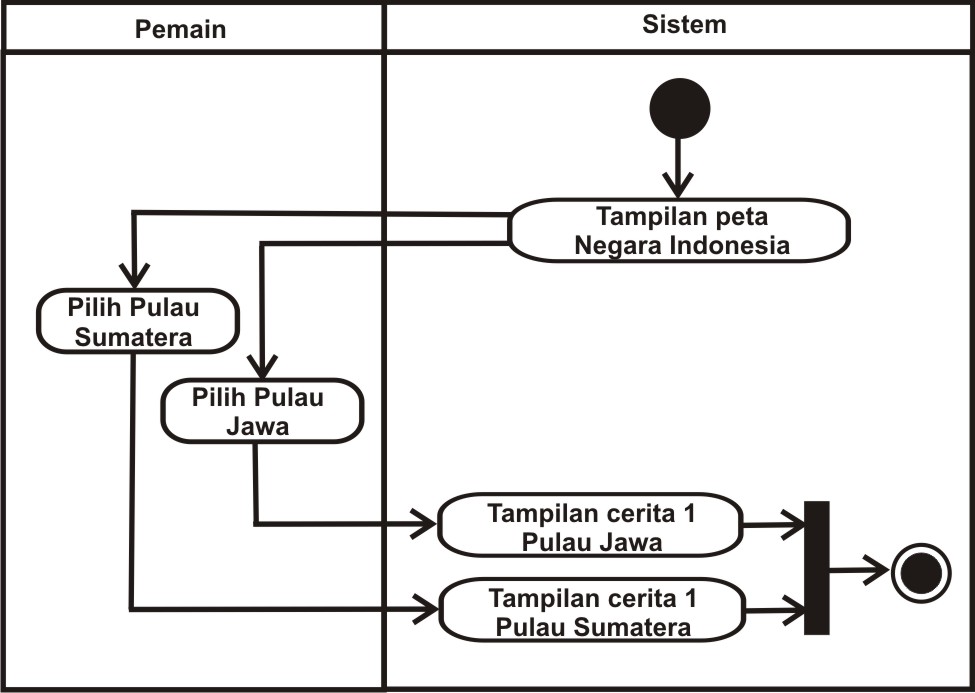 Pemain
Sistem
Tampilan peta
Negara Indonesia
Pilih Pulau
Sumatera
Pilih Pulau
Jawa
Tampilan cerita 1
Pulau Jawa
Tampilan cerita 1
Pulau Sumatera